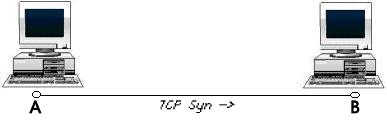 A TCP Syn -> B